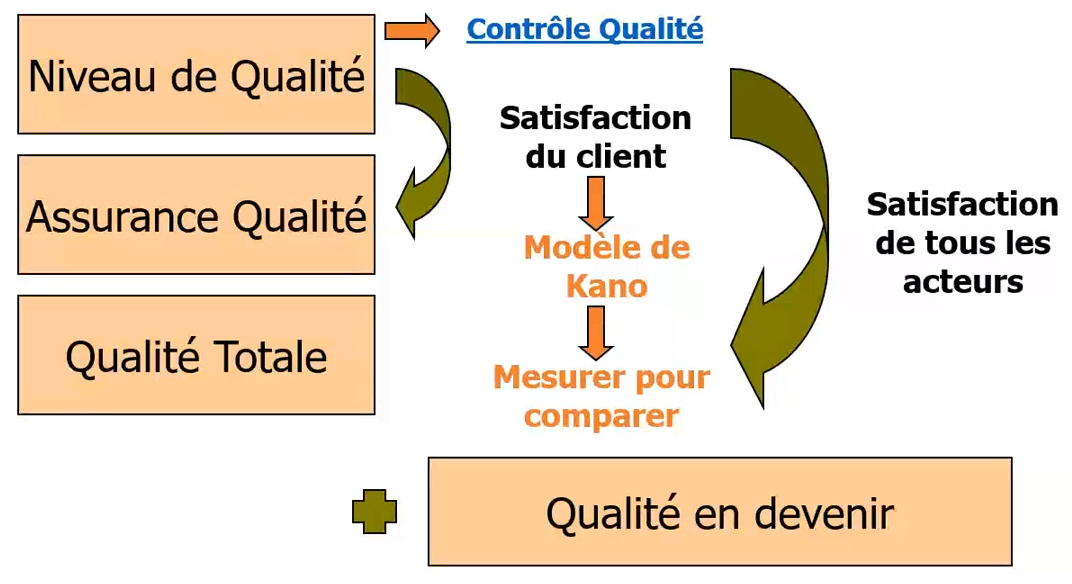 Niveau de Qualité
Contrôle Qualité
Assurance Qualité
Qualité Totale
Satisfaction
du client
Modèle de
Kano
Mesurer pour
comparer
Satisfaction
de tous les
acteurs
Qualité en devenir